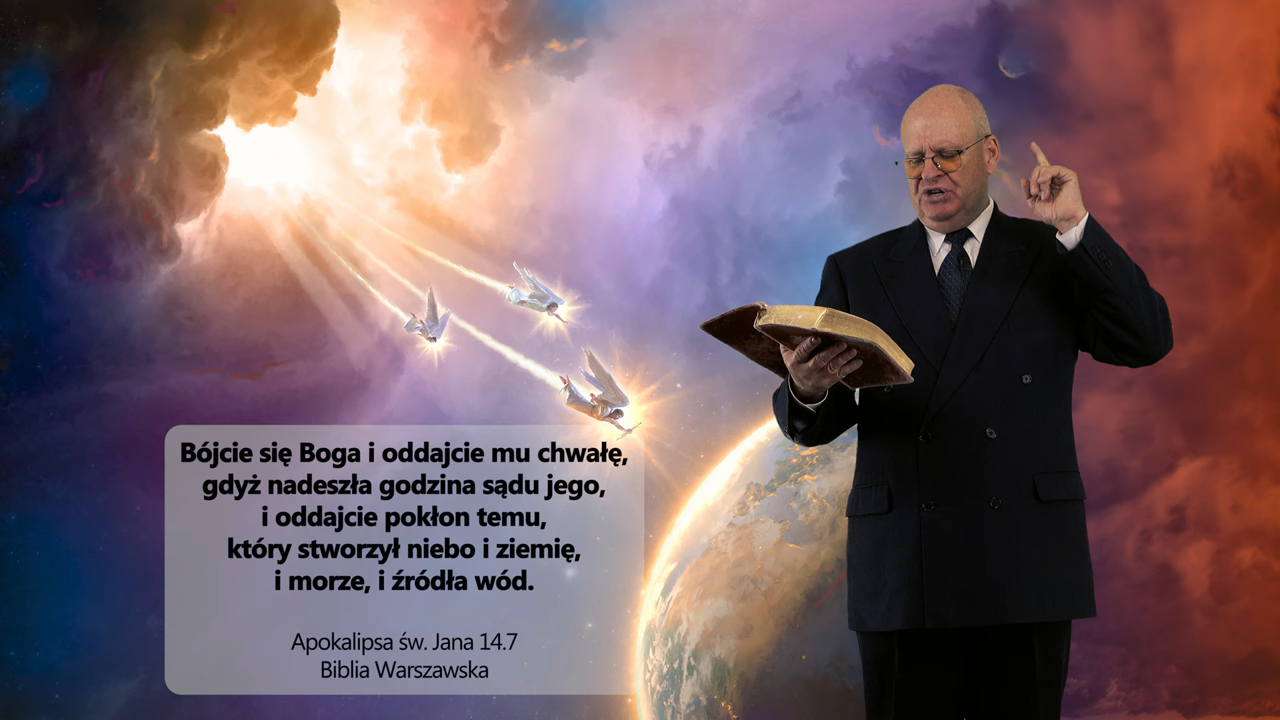 Bójcie się Boga i oddajcie mu chwałę,
gdyż nadeszła godzina sądu jego,
i oddajcie pokłon temu,
który stworzył niebo i ziemię,
i morze, i źródła wód.
Apokalipsa św. Jana 14.7
Biblia Warszawska